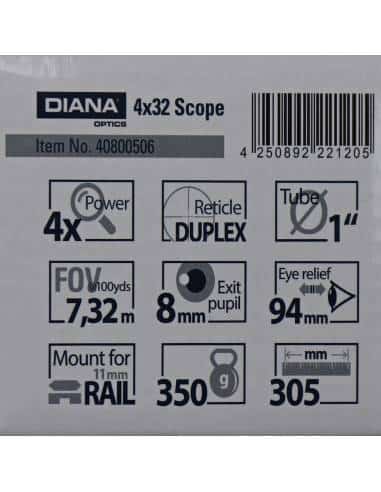 DIANA
OPTICS
4x32 Scope
Item No. 40800506
4 250892 221205
Power
4x
Reticle
DUPLEX
Tube
1“
FOV
/100yds
7,32 m
Exit
pupil
8mm
Eye relief
94mm
Mount for
11mm
RAIL
350 g
mm
305